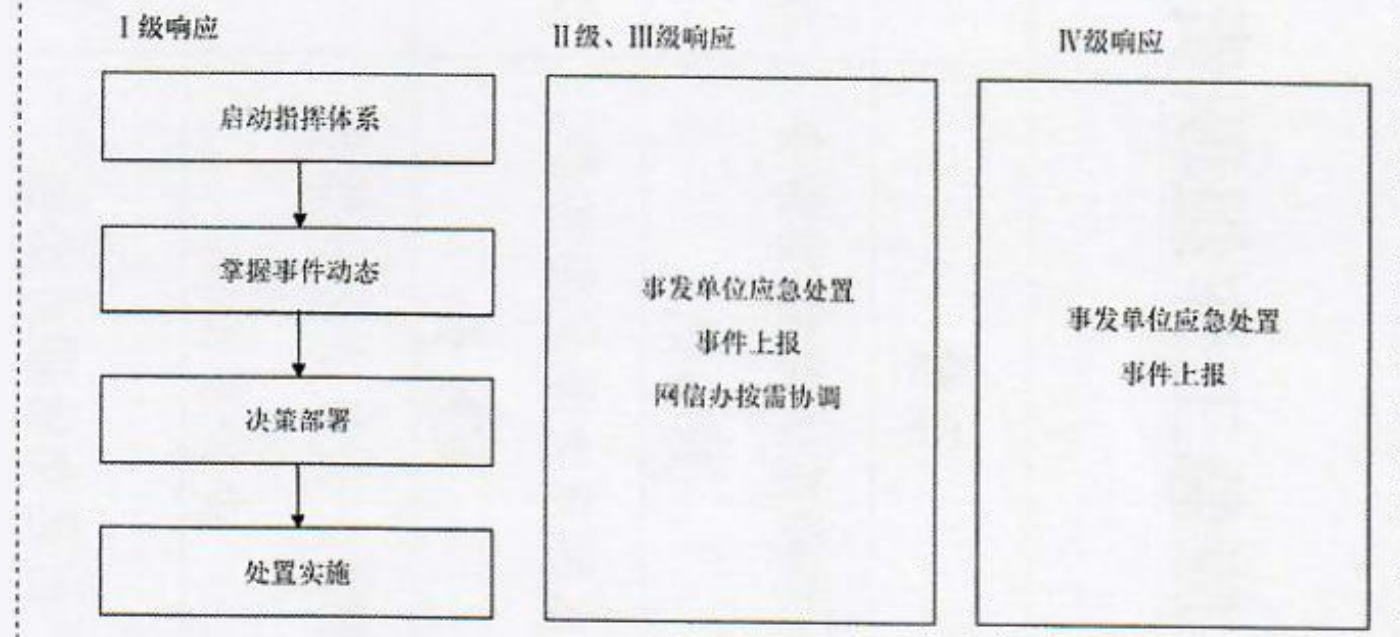 I级响应
启动指挥体系
掌握事件动态
决策部署
处置实施
II级、III级响应
事发单位应急处置
事件上报
网信办按需协调
IV级响应
事发单位应急处置
事件上报